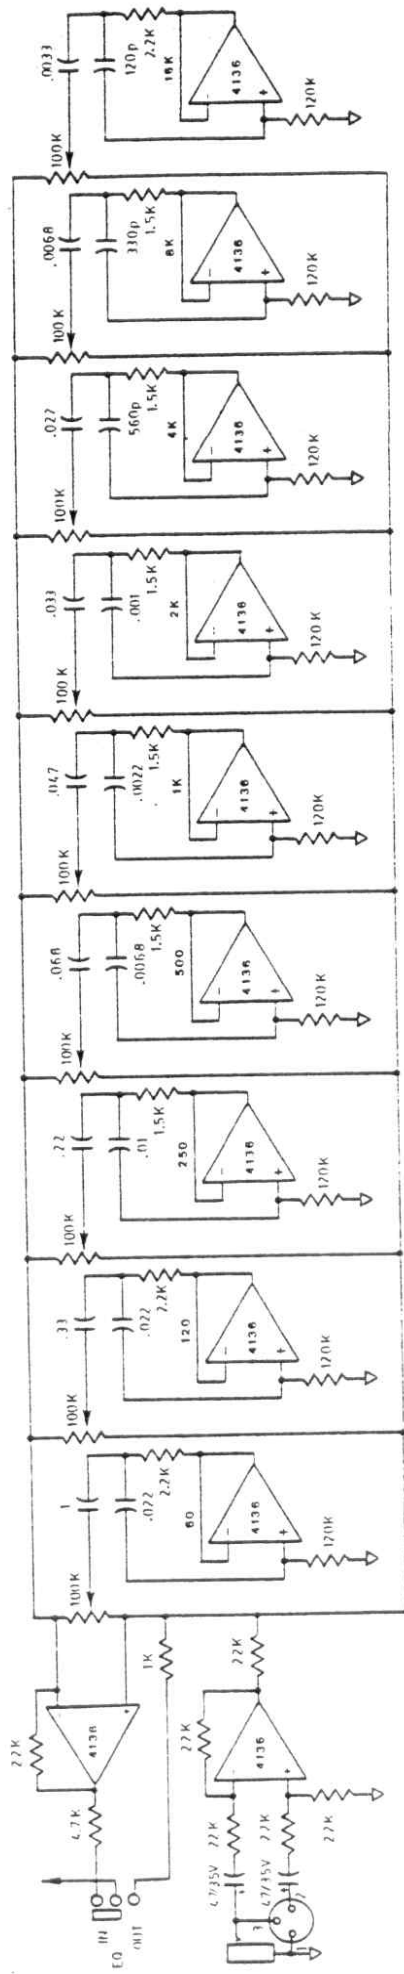 22K
4136
4.7K
IN
EQ
OUT
1K
22K
22K
4136
4.7/35V
22K
4.7/35V
22K
22K
3
2
1
1
100K
.022
2.2K
60
4136
120K
.33
100K
.022
2.2K
120
4136
120K
.22
100K
.01
1.5K
250
4136
120K
.068
100K
.0068
1.5K
500
4136
120K
.047
100K
.0022
1.5K
1K
4136
120K
.033
100K
.001
1.5K
2K
4136
120K
.022
100K
560p
1.5K
4K
4136
120K
.0068
100K
330p
1.5K
8K
4136
120K
.0033
100K
120p
2.2K
16K
4136
120K